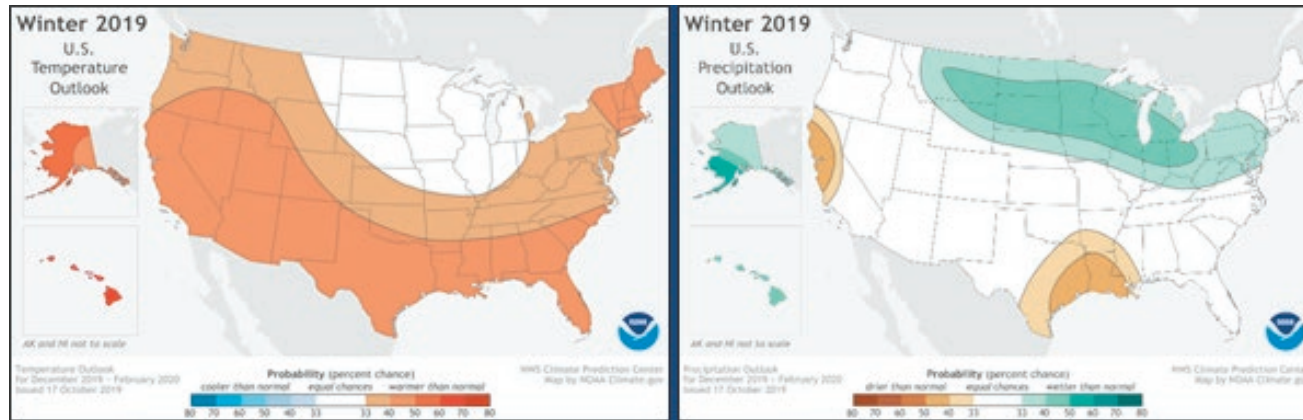 Winter 2019
U.S.
Temperature
Outlook
AK and HI not to scale
Temperature Outlook
for December 2019 - February 2020
Issued 17 October 2019
Probability (percent chance)
cooler than normal equal chances warmer than normal
80 70 60 50 40 33 33 40 50 60 70 80
NWS Climate Prediction Center
Map by NOAA Climate.gov
NOAA
Winter 2019
U.S.
Precipitation
Outlook
AK and HI not to scale
Precipitation Outlook
for December 2019 - February 2020
Issued 17 October 2019
Probability (percent chance)
drier than normal equal chances wetter than normal
80 70 60 50 40 33 33 40 50 60 70 80
NWS Climate Prediction Center
Map by NOAA Climate.gov
NOAA